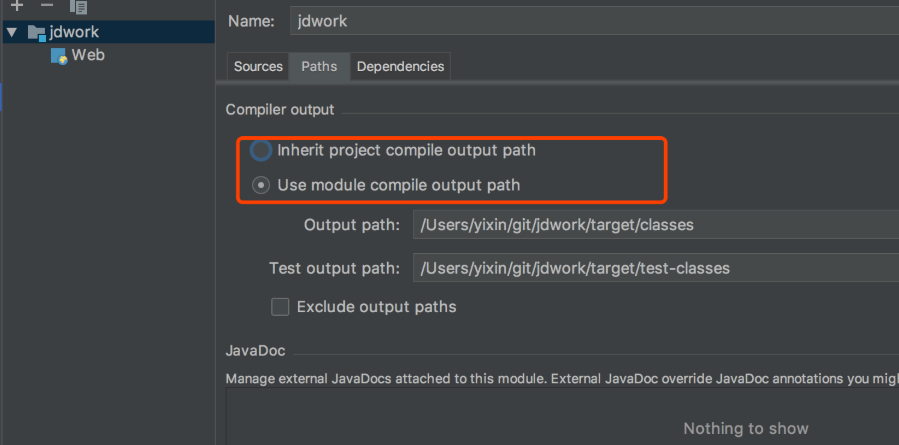 jdwork
Web
Name: jdwork
Sources Paths Dependencies
Compiler output
Inherit project compile output path
Use module compile output path
Output path: /Users/yixin/git/jdwork/target/classes
Test output path: /Users/yixin/git/jdwork/target/test-classes
Exclude output paths
JavaDoc
Manage external JavaDocs attached to this module. External JavaDoc override JavaDoc annotations you
Nothing to show